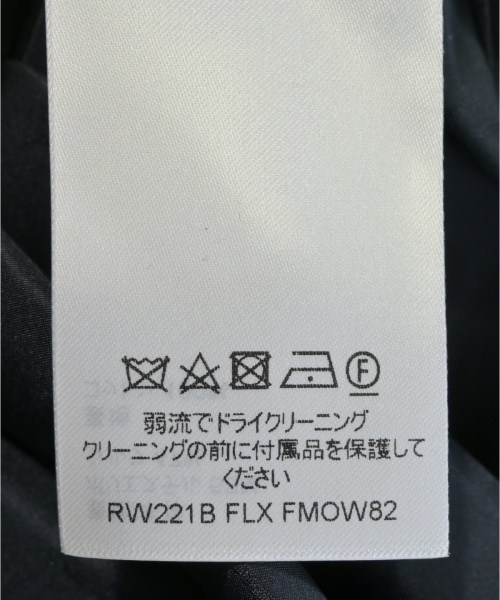 F
弱流でドライクリーニング
クリーニングの前に付属品を保護して
ください
RW221B FLX FMOW82